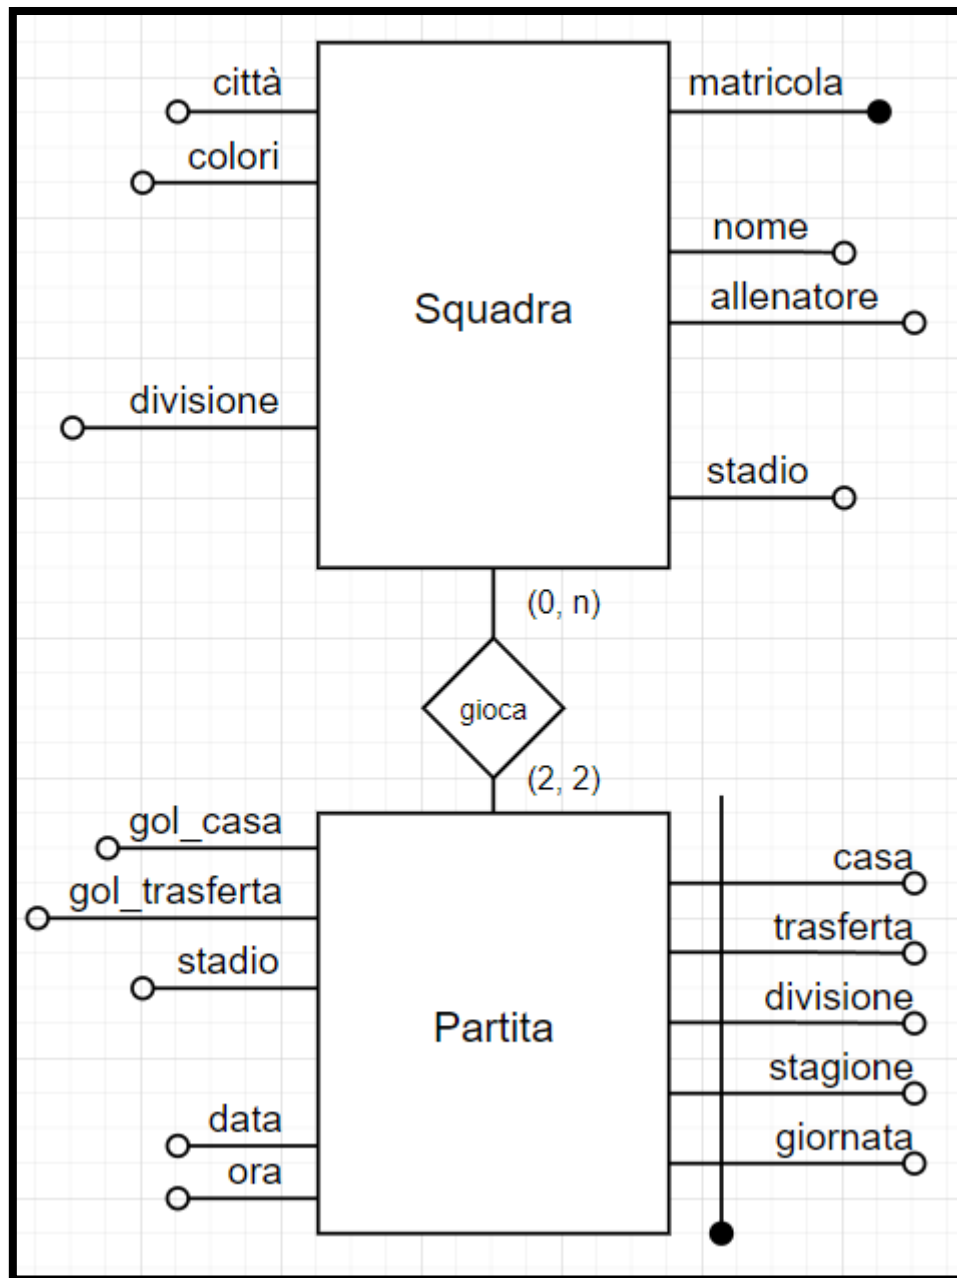 città
matricola
colori
nome
allenatore
Squadra
divisione
stadio
(0, n)
gioca
(2, 2)
gol_casa
casa
gol_trasferta
trasferta
stadio
divisione
Partita
stagione
data
giornata
ora